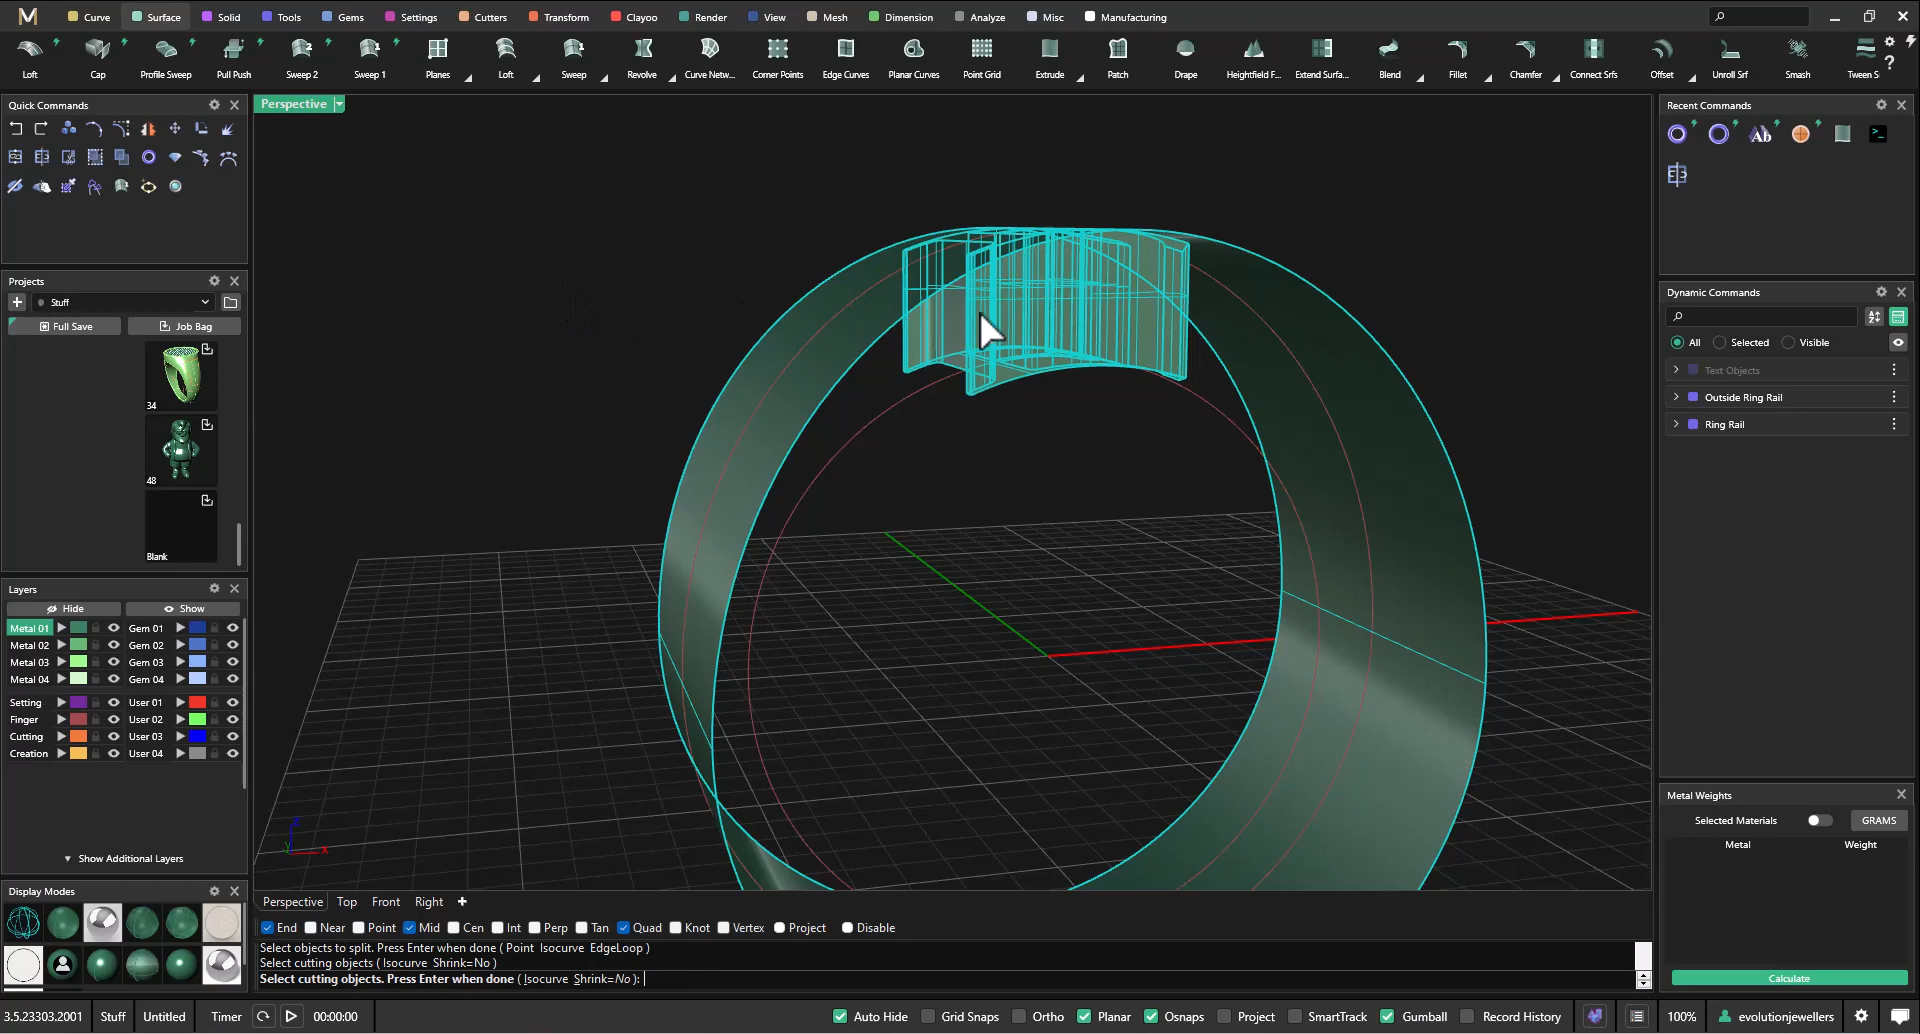 Curve Surface Solid Tools Gems Settings Cutters Transform Clayoo Render View Mesh Dimension Analyze Misc Manufacturing
Loft Cap Profile Sweep Pull Push Sweep 2 Sweep 1 Planes Loft Sweep Revolve Curve Netw... Corner Points Edge Curves Planar Curves Point Grid Extrude Patch Drape Heightfield F... Extend Surfa... Blend Fillet Chamfer Connect Srfs Offset Unroll Srf Smash Tween S
Quick Commands
Perspective
Recent Commands
Projects
Stuff
Full Save Job Bag
34
48
Blank
Dynamic Commands
All Selected Visible
Text Objects
Outside Ring Rail
Ring Rail
Layers
Hide Show
Metal 01 Gem 01
Metal 02 Gem 02
Metal 03 Gem 03
Metal 04 Gem 04
Setting User 01
Finger User 02
Cutting User 03
Creation User 04
Show Additional Layers
Metal Weights
Selected Materials GRAMS
Metal Weight
Calculate
Display Modes
Z
Y
X
Perspective Top Front Right
End Near Point Mid Cen Int Perp Tan Quad Knot Vertex Project Disable
Select objects to split. Press Enter when done ( Point Isocurve EdgeLoop )
Select cutting objects ( Isocurve Shrink=No )
Select cutting objects. Press Enter when done ( Isocurve Shrink=No ):
3.5.23303.2001 Stuff Untitled Timer 00:00:00 Auto Hide Grid Snaps Ortho Planar Osnaps Project SmartTrack Gumball Record History 100% evolutionjewellers